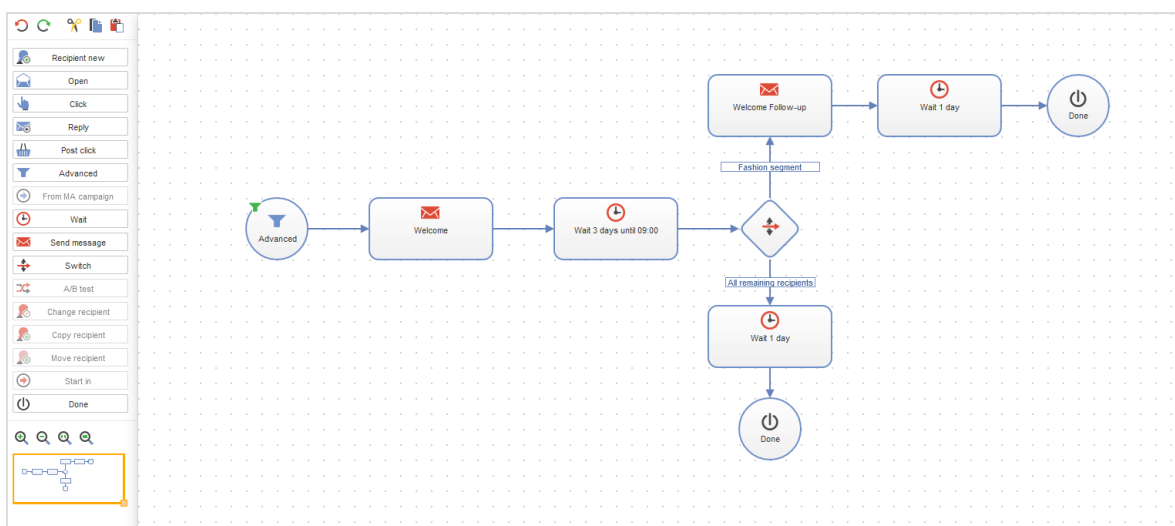 Recipient new
Open
Click
Reply
Post click
Advanced
From MA campaign
Wait
Send message
Switch
A/B test
Change recipient
Copy recipient
Move recipient
Start in
Done
Advanced
Welcome
Wait 3 days until 09:00
Fashion segment
Welcome Follow-up
Wait 1 day
Done
All remaining recipients
Wait 1 day
Done